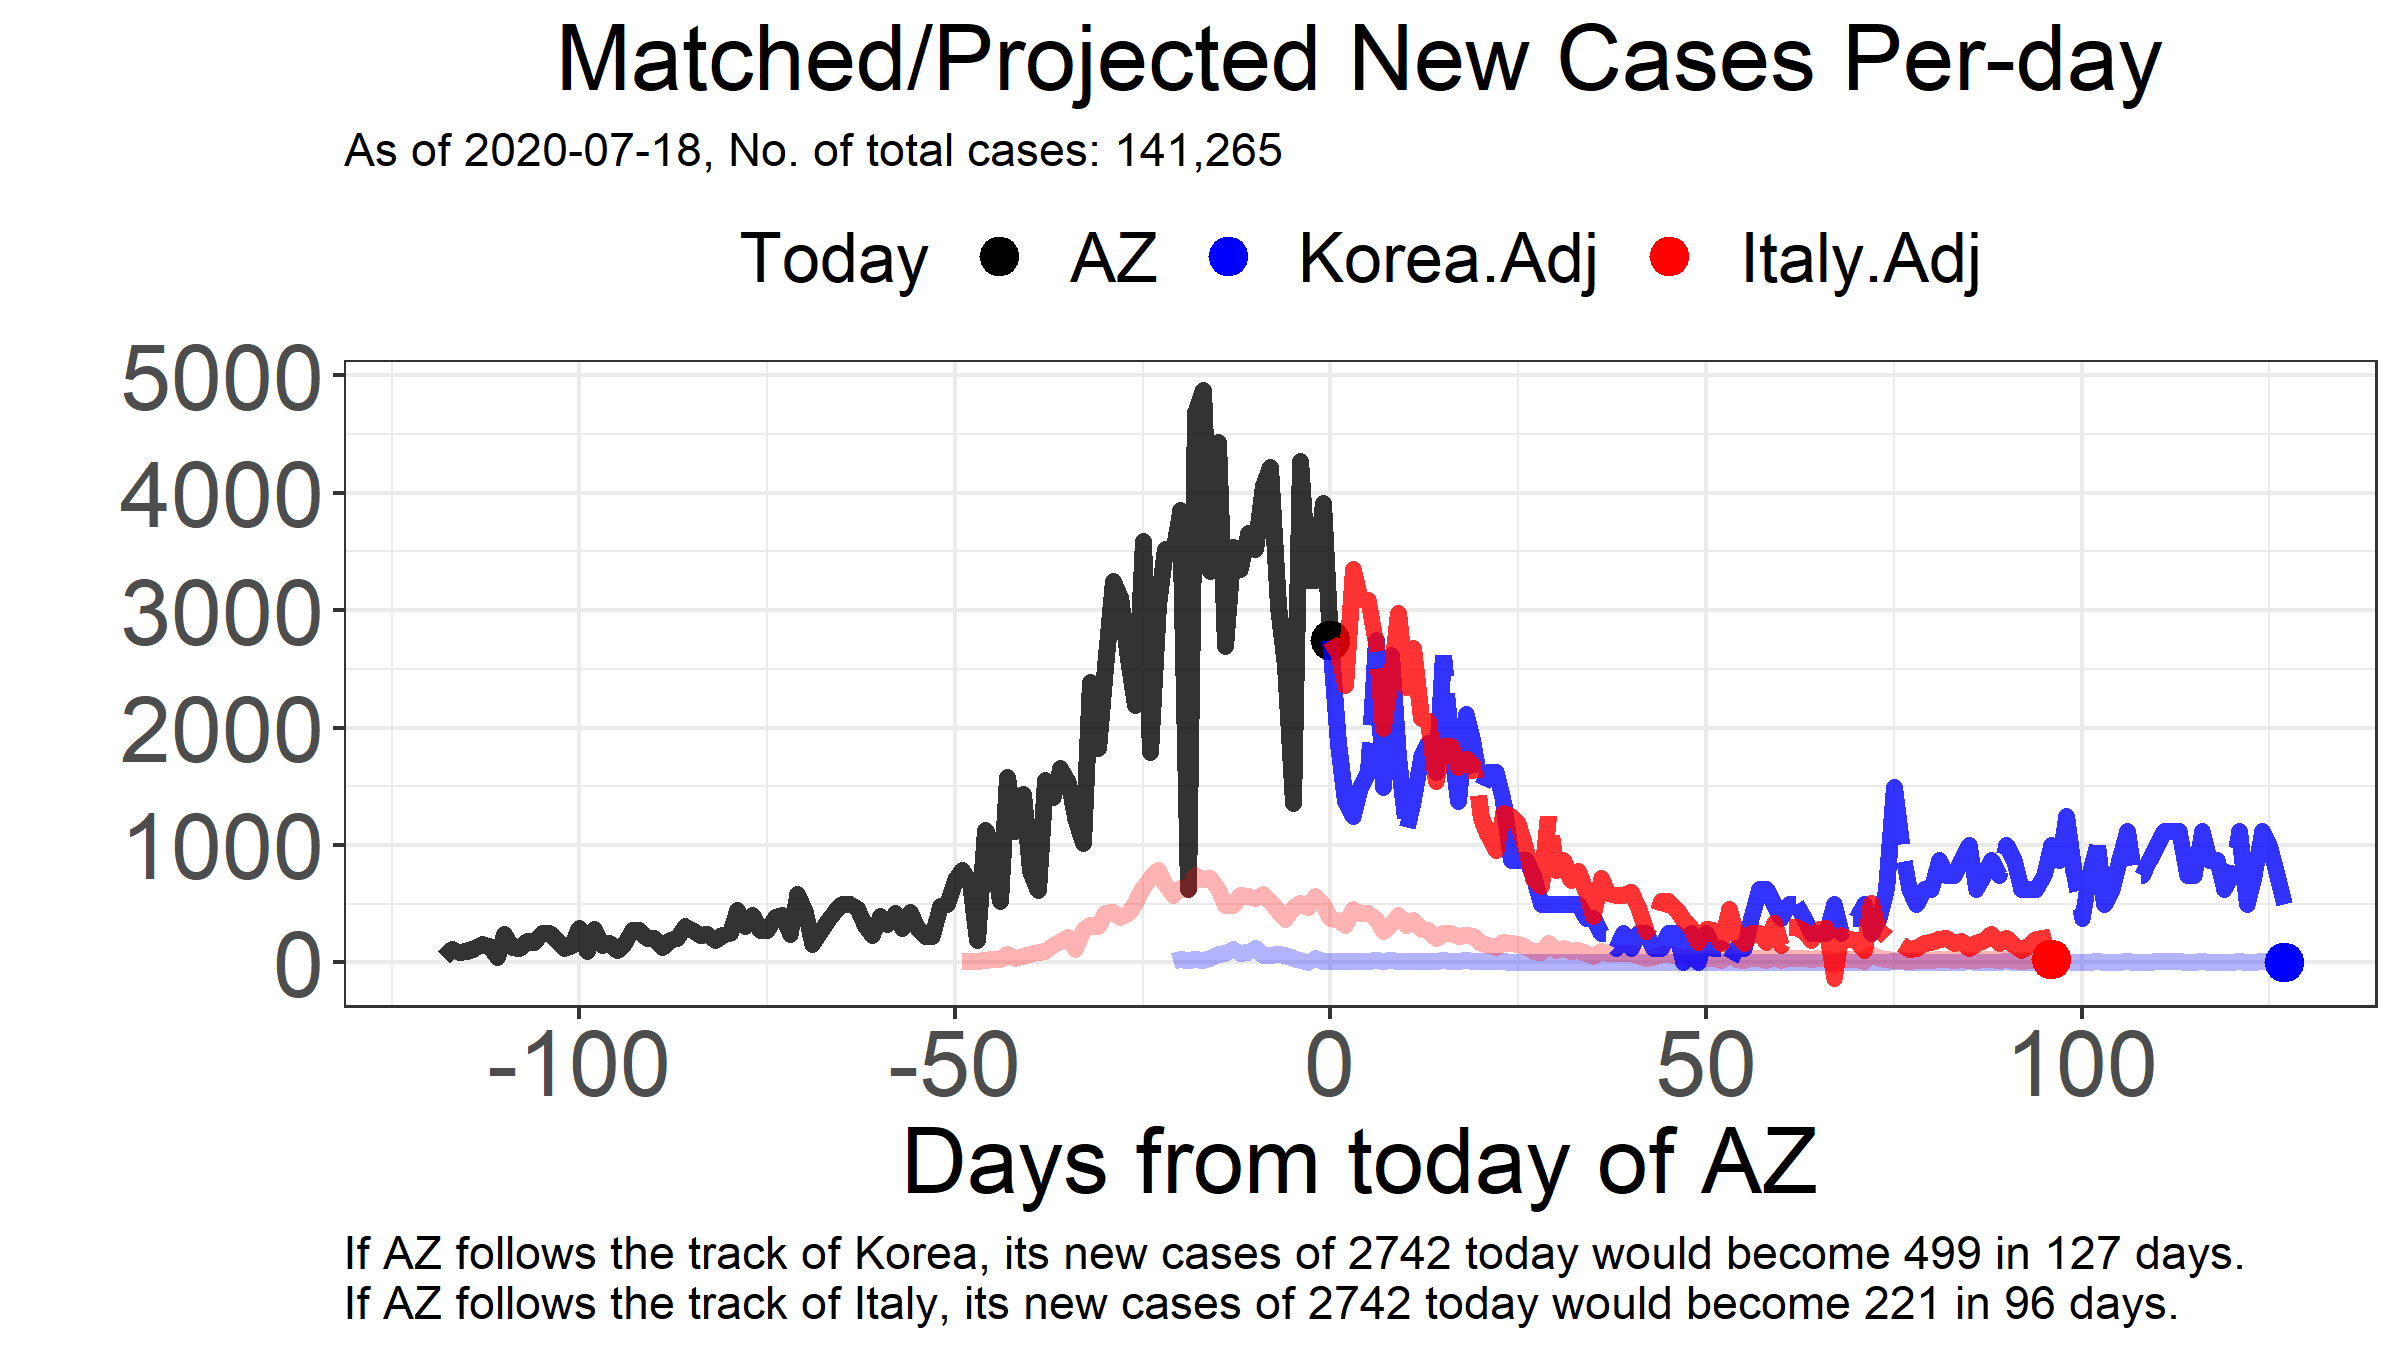 Matched/Projected New Cases Per-day
As of 2020-07-18, No. of total cases: 141,265
Today AZ Korea.Adj Italy.Adj
5000
4000
3000
2000
1000
0
-100 -50 0 50 100
Days from today of AZ
If AZ follows the track of Korea, its new cases of 2742 today would become 499 in 127 days.
If AZ follows the track of Italy, its new cases of 2742 today would become 221 in 96 days.